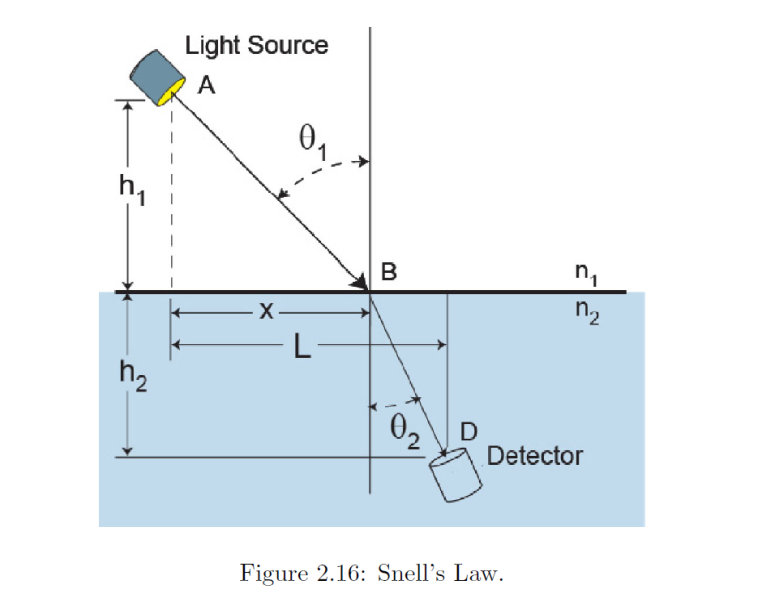 Light Source
A
θ₁
h₁
B
n₁
n₂
x
L
h₂
θ₂
D
Detector
Figure 2.16: Snell's Law.